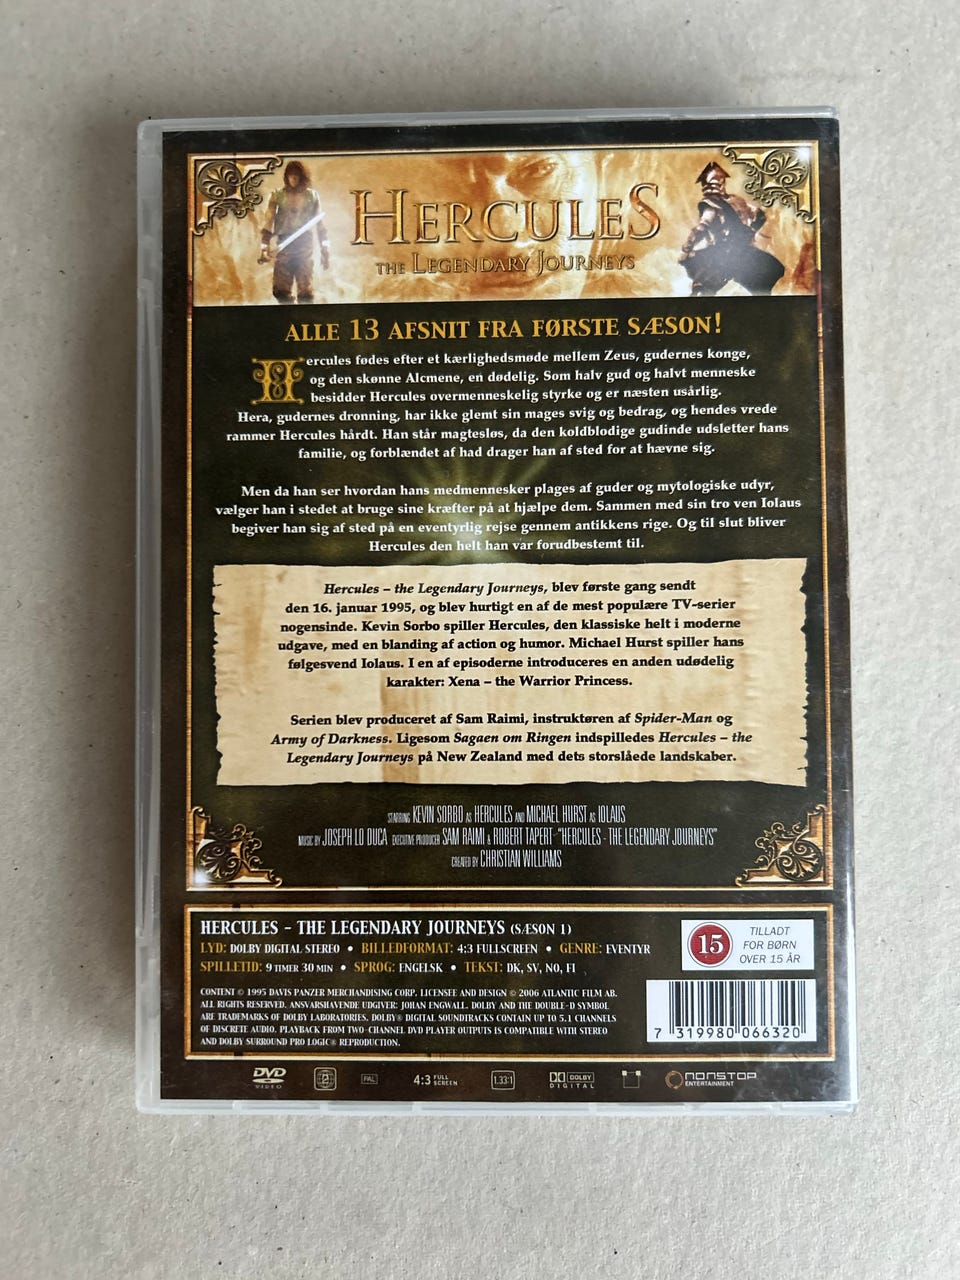 HERCULES
THE LEGENDARY JOURNEYS
ALLE 13 AFSNIT FRA FØRSTE SÆSON!
Hercules fødes efter et kærlighedsmøde mellem Zeus, gudernes konge,
og den skønne Alcmene, en dødelig. Som halv gud og halvt menneske
besidder Hercules overmenneskelig styrke og er næsten usårlig.
Hera, gudernes dronning, har ikke glemt sin mages svig og bedrag, og hendes vrede
rammer Hercules hårdt. Han står magtesløs, da den koldblodige gudinde udsletter hans
familie, og forblændet af had drager han af sted for at hævne sig.
Men da han ser hvordan hans medmennesker plages af guder og mytologiske udyr,
vælger han i stedet at bruge sine kræfter på at hjælpe dem. Sammen med sin tro ven Iolaus
begiver han sig af sted på en eventyrlig rejse gennem antikkens rige. Og til slut bliver
Hercules den helt han var forudbestemt til.
Hercules – the Legendary Journeys, blev første gang sendt
den 16. januar 1995, og blev hurtigt en af de mest populære TV-serier
nogensinde. Kevin Sorbo spiller Hercules, den klassiske helt i moderne
udgave, med en blanding af action og humor. Michael Hurst spiller hans
følgesvend Iolaus. I en af episoderne introduceres en anden udødelig
karakter: Xena – the Warrior Princess.
Serien blev produceret af Sam Raimi, instruktøren af Spider-Man og
Army of Darkness. Ligesom Sagaen om Ringen indspilledes Hercules – the
Legendary Journeys på New Zealand med dets storslåede landskaber.
STARRING KEVIN SORBO AS HERCULES AND MICHAEL HURST AS IOLAUS
MUSIC BY JOSEPH LO DUCA EXECUTIVE PRODUCER SAM RAIMI & ROBERT TAPERT "HERCULES - THE LEGENDARY JOURNEYS"
CREATED BY CHRISTIAN WILLIAMS
HERCULES – THE LEGENDARY JOURNEYS (SÆSON 1)
LYD: DOLBY DIGITAL STEREO • BILLEDFORMAT: 4:3 FULLSCREEN • GENRE: EVENTYR
SPILLETID: 9 TIMER 30 MIN • SPROG: ENGELSK • TEKST: DK, SV, NO, FI
CONTENT © 1995 DAVIS PANZER MERCHANDISING CORP. LICENSEE AND DESIGN © 2006 ATLANTIC FILM AB.
ALL RIGHTS RESERVED. ANSVARSHAVENDE UDGIVER: JOHAN ENGWALL. DOLBY AND THE DOUBLE-D SYMBOL
ARE TRADEMARKS OF DOLBY LABORATORIES. DOLBY® DIGITAL SOUNDTRACKS CONTAIN UP TO 5.1 CHANNELS
OF DISCRETE AUDIO. PLAYBACK FROM TWO-CHANNEL DVD PLAYER OUTPUTS IS COMPATIBLE WITH STEREO
AND DOLBY SURROUND PRO LOGIC® REPRODUCTION.
15
TILLADT
FOR BØRN
OVER 15 ÅR
7 319980 066320
DVD
VIDEO
2
PAL
4:3 FULL SCREEN
1.33:1
DOLBY
DIGITAL
NONSTOP
ENTERTAINMENT